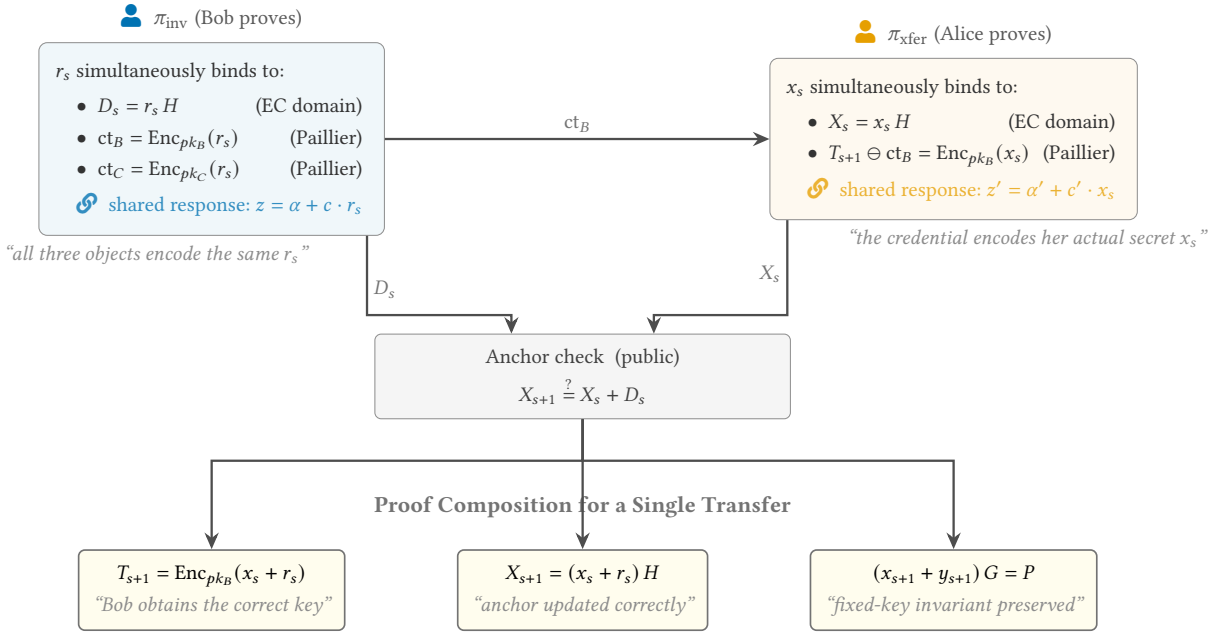 π_inv (Bob proves)
r_s simultaneously binds to:
• D_s = r_s H (EC domain)
• ct_B = Enc_{pk_B}(r_s) (Paillier)
• ct_C = Enc_{pk_C}(r_s) (Paillier)
shared response: z = α + c · r_s
“all three objects encode the same r_s”
ct_B
π_xfer (Alice proves)
x_s simultaneously binds to:
• X_s = x_s H (EC domain)
• T_{s+1} ⊖ ct_B = Enc_{pk_B}(x_s) (Paillier)
shared response: z′ = α′ + c′ · x_s
“the credential encodes her actual secret x_s”
D_s
X_s
Anchor check (public)
X_{s+1} ≟ X_s + D_s
Proof Composition for a Single Transfer
T_{s+1} = Enc_{pk_B}(x_s + r_s)
“Bob obtains the correct key”
X_{s+1} = (x_s + r_s) H
“anchor updated correctly”
(x_{s+1} + y_{s+1}) G = P
“fixed-key invariant preserved”